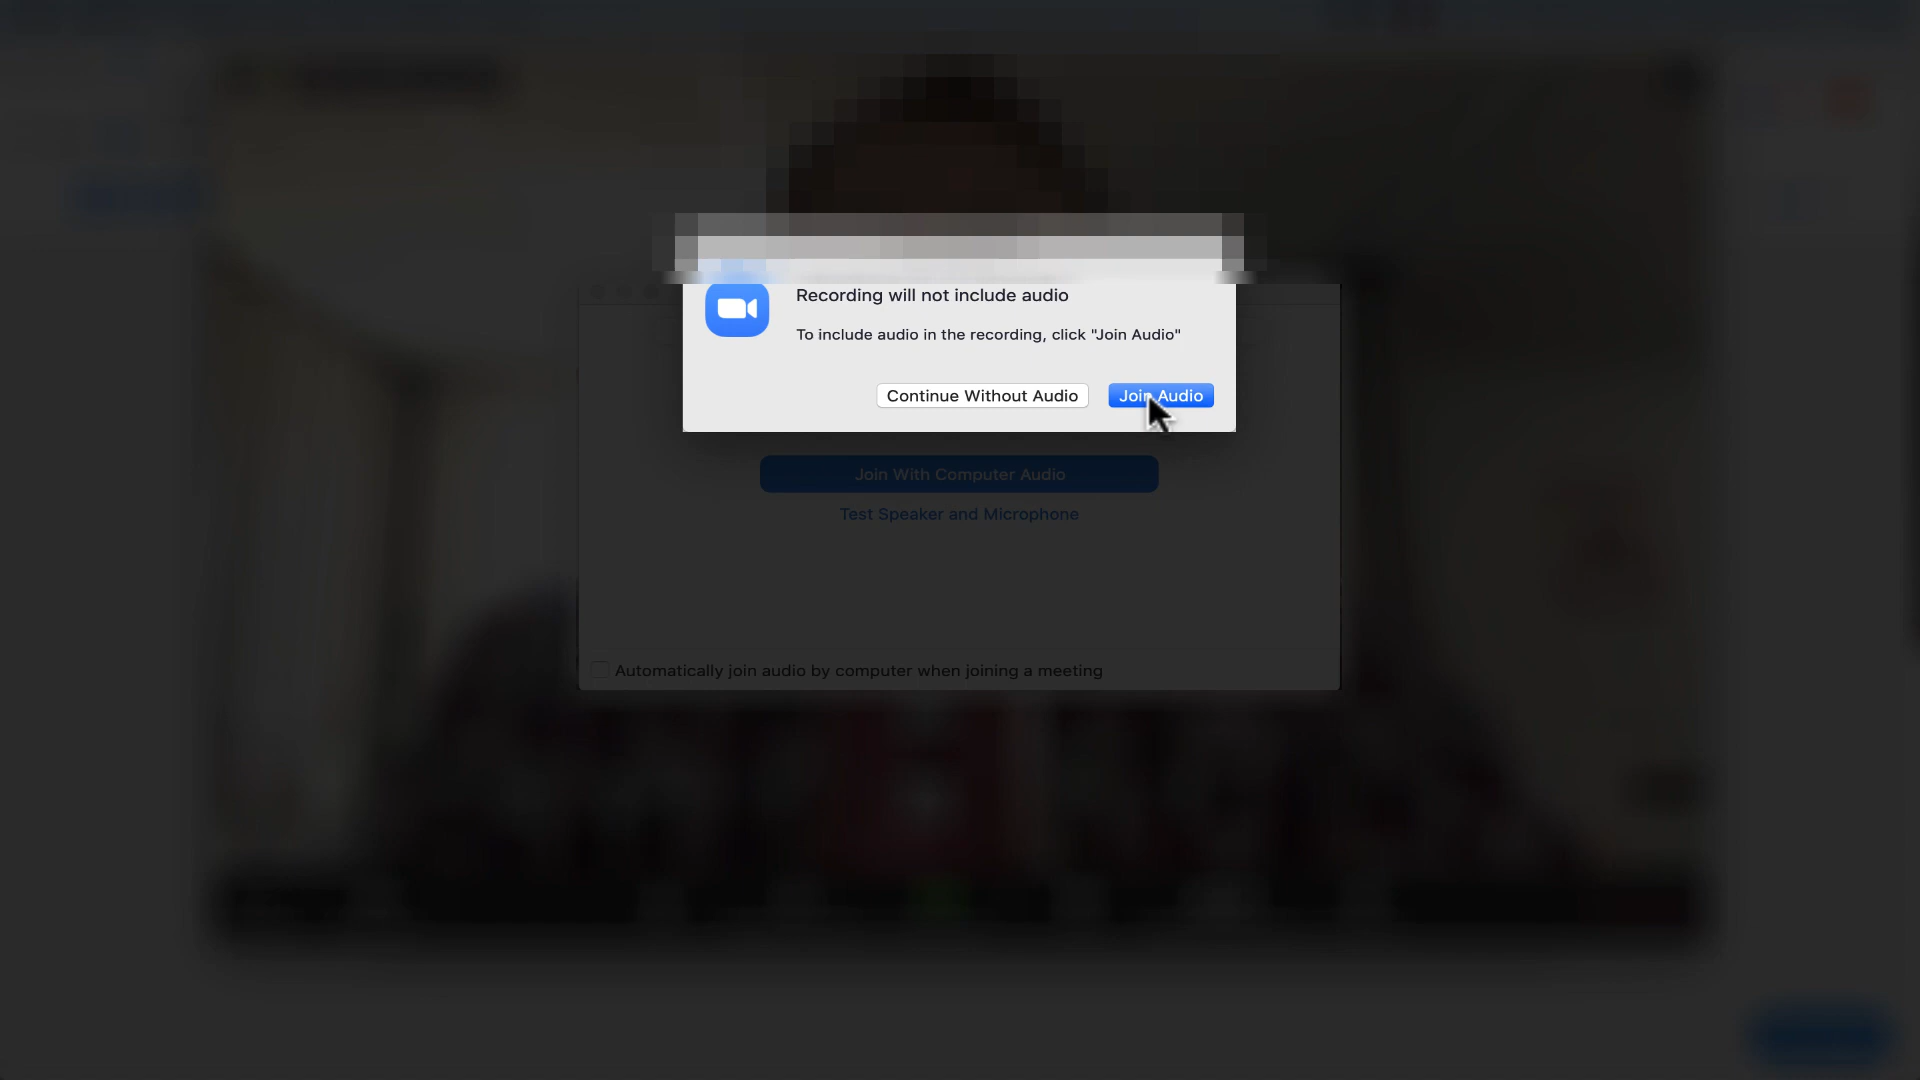 Recording will not include audio
To include audio in the recording, click "Join Audio"
Continue Without Audio
Join Audio
Join With Computer Audio
Test Speaker and Microphone
Automatically join audio by computer when joining a meeting